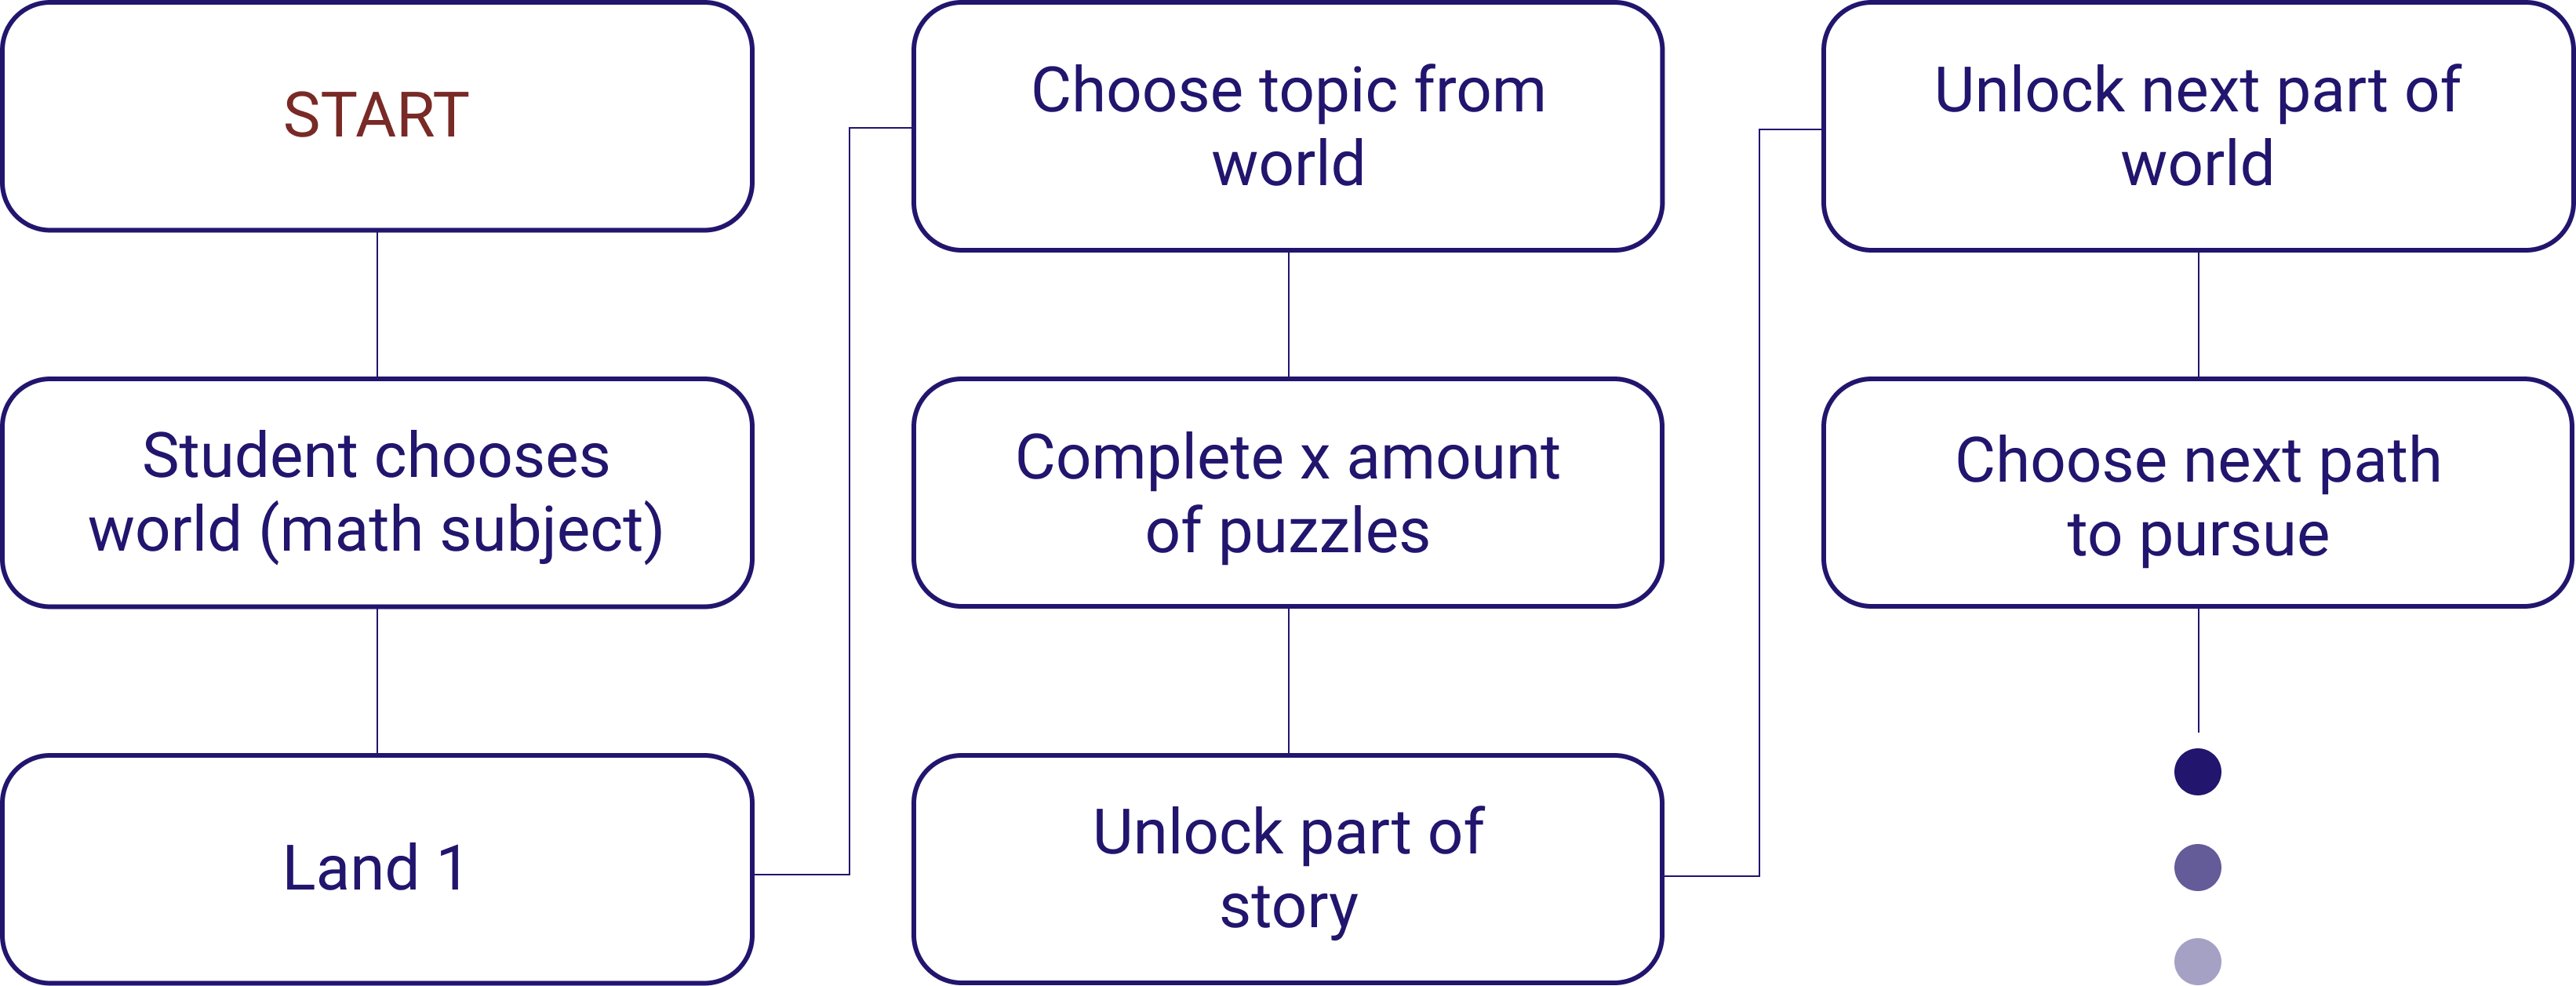 START
Student chooses
world (math subject)
Land 1
Choose topic from
world
Complete x amount
of puzzles
Unlock part of
story
Unlock next part of
world
Choose next path
to pursue